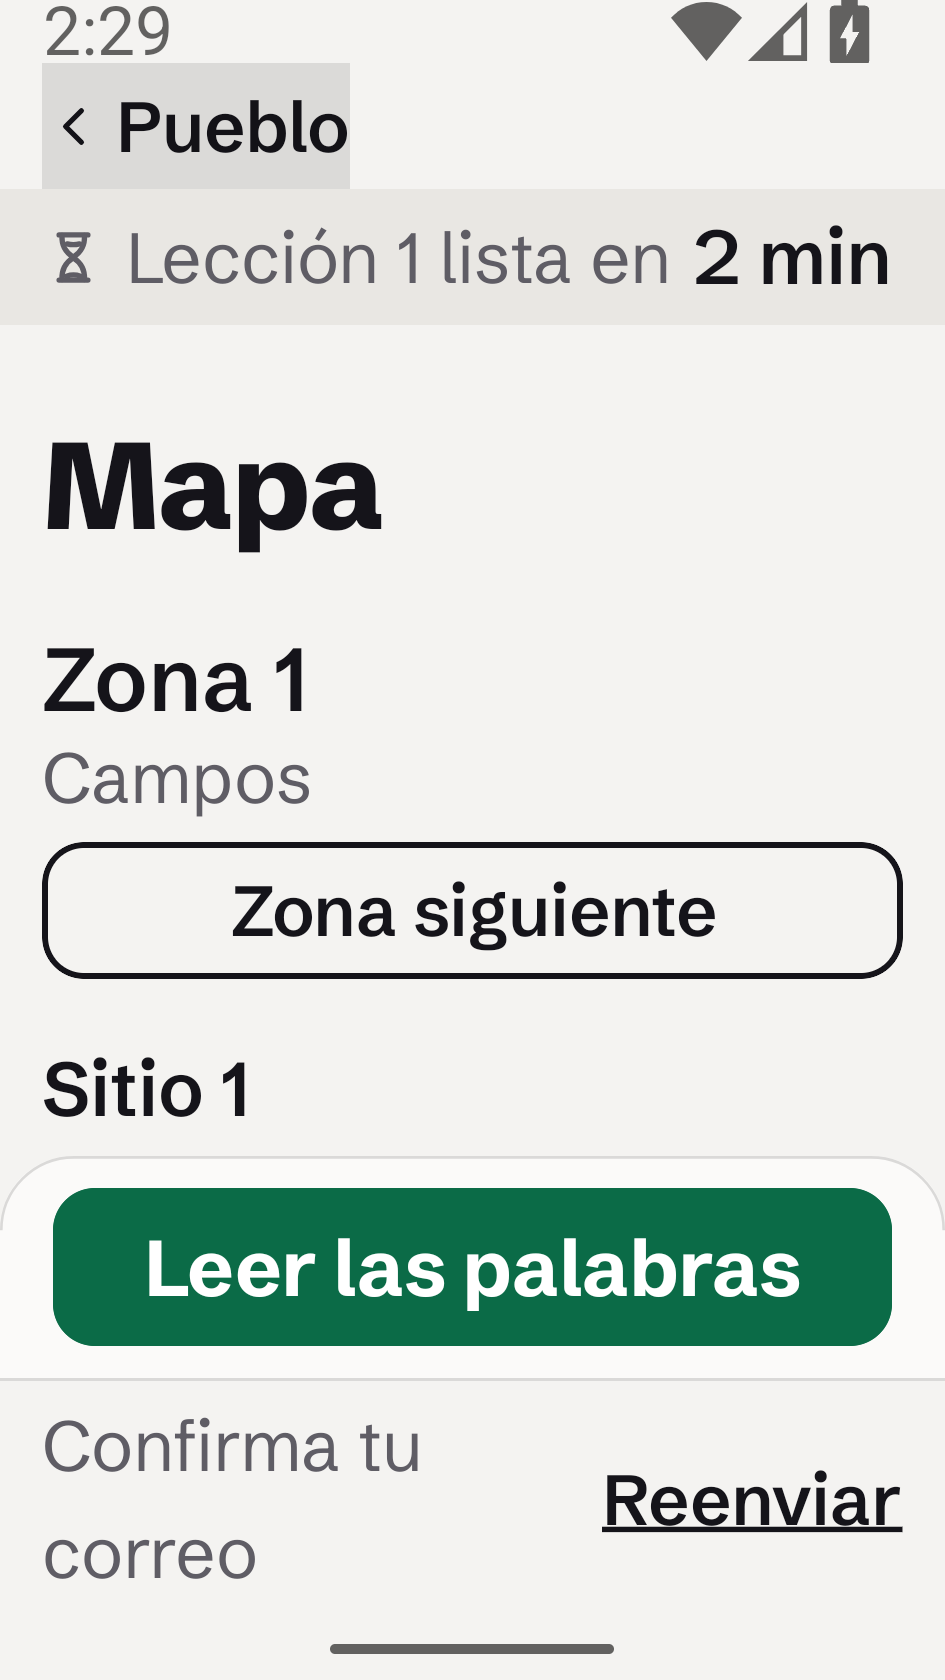 2:29
Pueblo
Lección 1 lista en 2 min
Mapa
Zona 1
Campos
Zona siguiente
Sitio 1
Leer las palabras
Confirma tu
correo
Reenviar